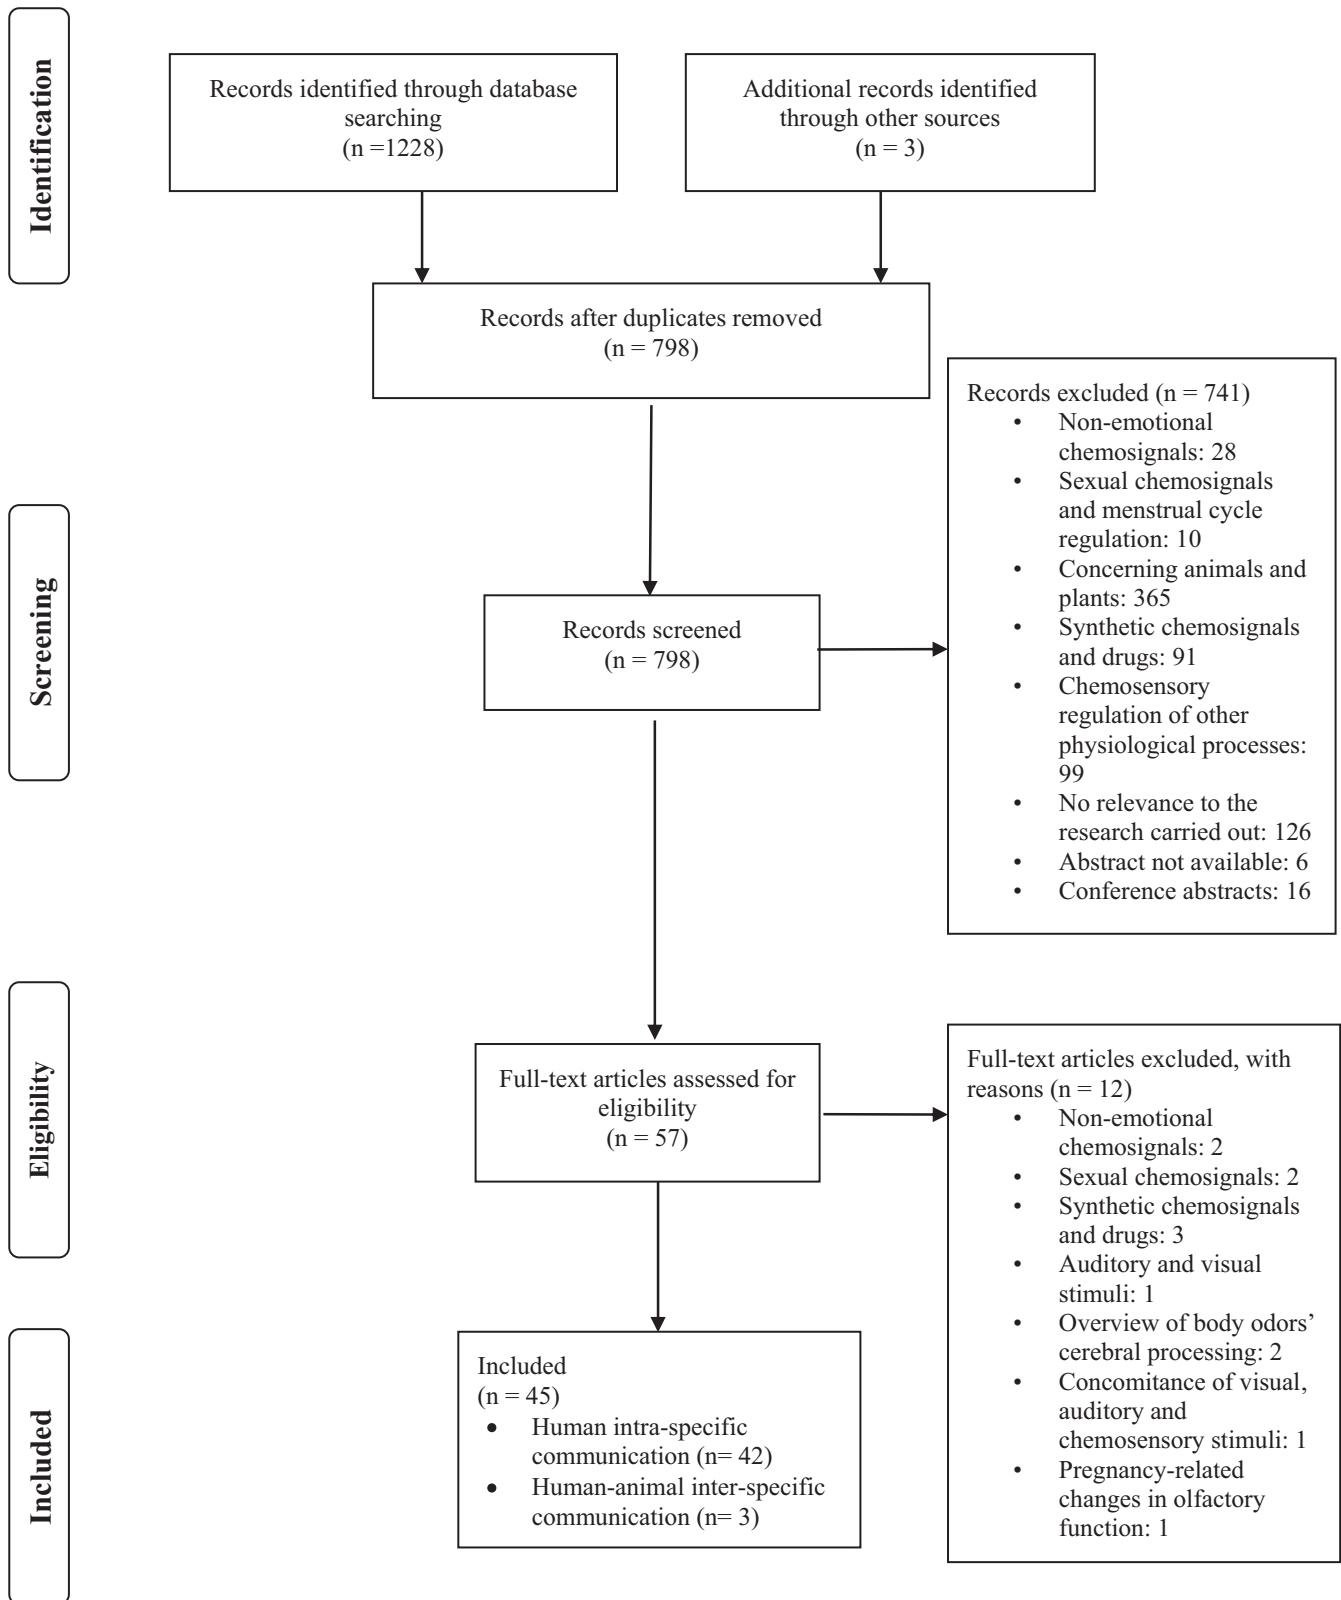 Identification
Records identified through database
searching
(n =1228)
Additional records identified
through other sources
(n = 3)
Records after duplicates removed
(n = 798)
Screening
Records screened
(n = 798)
Records excluded (n = 741)
• Non-emotional
chemosignals: 28
• Sexual chemosignals
and menstrual cycle
regulation: 10
• Concerning animals and
plants: 365
• Synthetic chemosignals
and drugs: 91
• Chemosensory
regulation of other
physiological processes:
99
• No relevance to the
research carried out: 126
• Abstract not available: 6
• Conference abstracts: 16
Eligibility
Full-text articles assessed for
eligibility
(n = 57)
Full-text articles excluded, with
reasons (n = 12)
• Non-emotional
chemosignals: 2
• Sexual chemosignals: 2
• Synthetic chemosignals
and drugs: 3
• Auditory and visual
stimuli: 1
• Overview of body odors’
cerebral processing: 2
• Concomitance of visual,
auditory and
chemosensory stimuli: 1
• Pregnancy-related
changes in olfactory
function: 1
Included
Included
(n = 45)
• Human intra-specific
communication (n= 42)
• Human-animal inter-specific
communication (n= 3)